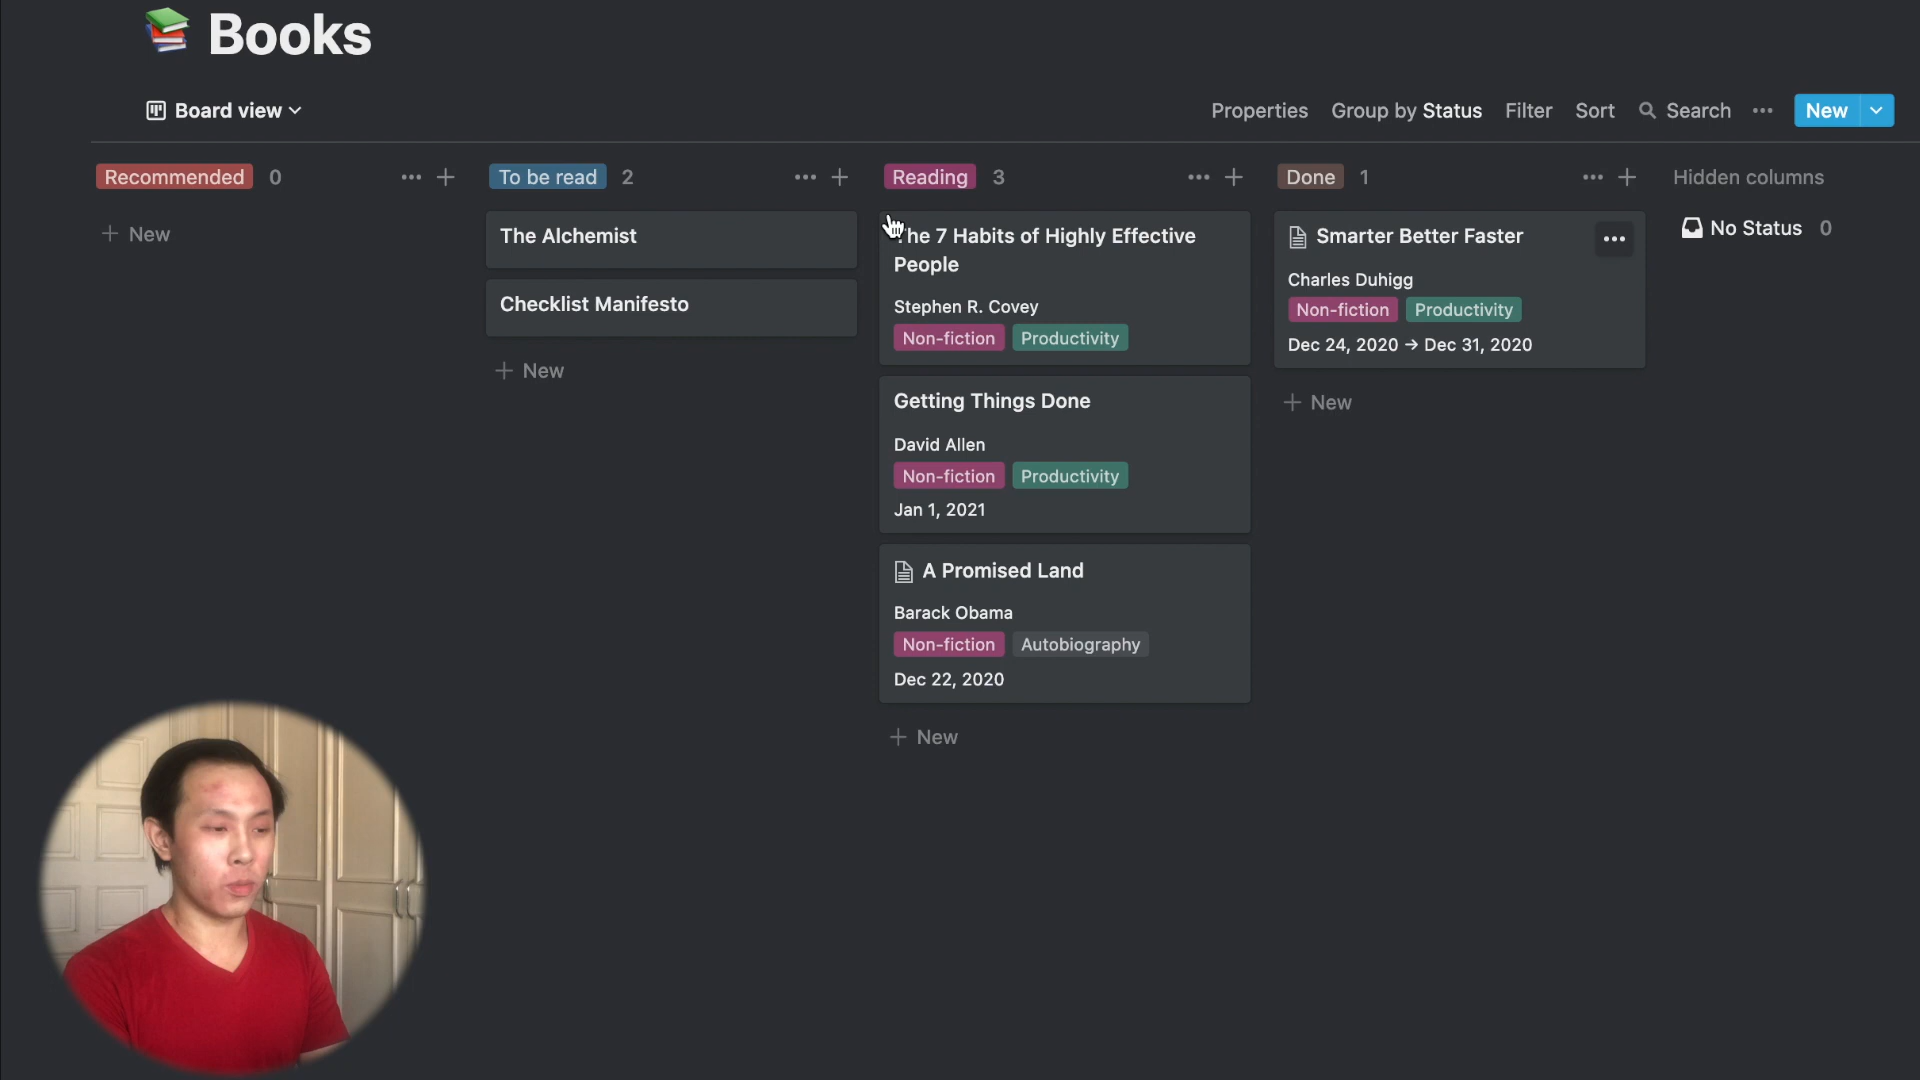 Books
Board view
Properties Group by Status Filter Sort Search New
Recommended 0
New
To be read 2
The Alchemist
Checklist Manifesto
New
Reading 3
The 7 Habits of Highly Effective
People
Stephen R. Covey
Non-fiction Productivity
Getting Things Done
David Allen
Non-fiction Productivity
Jan 1, 2021
A Promised Land
Barack Obama
Non-fiction Autobiography
Dec 22, 2020
New
Done 1
Smarter Better Faster
Charles Duhigg
Non-fiction Productivity
Dec 24, 2020 → Dec 31, 2020
New
Hidden columns
No Status 0